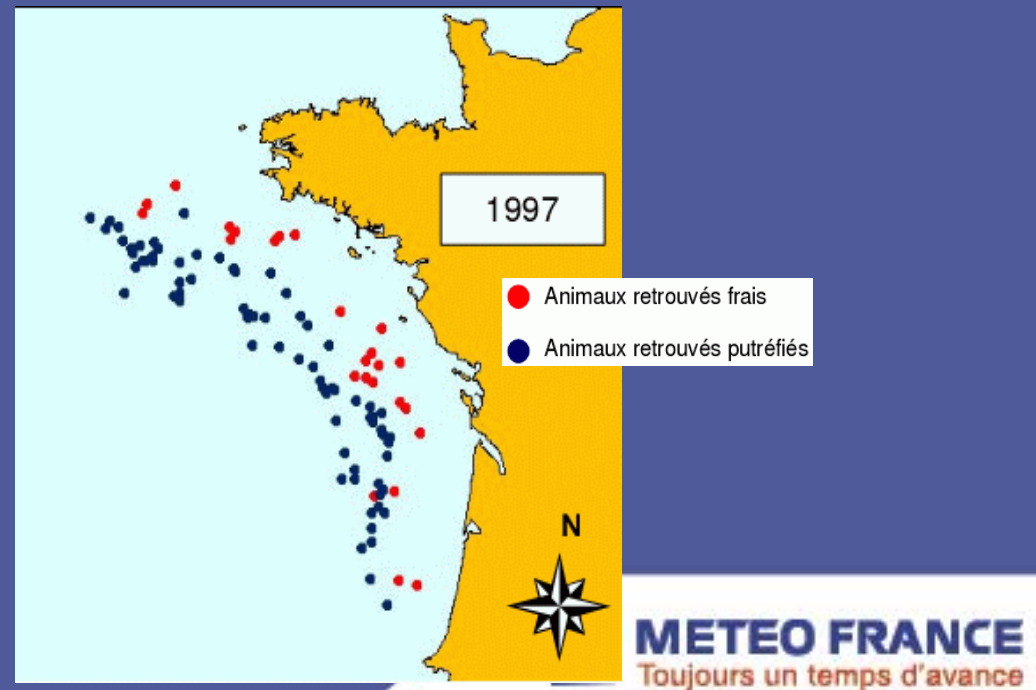 1997
Animaux retrouvés frais
Animaux retrouvés putréfiés
N
METEO FRANCE
Toujours un temps d'avance